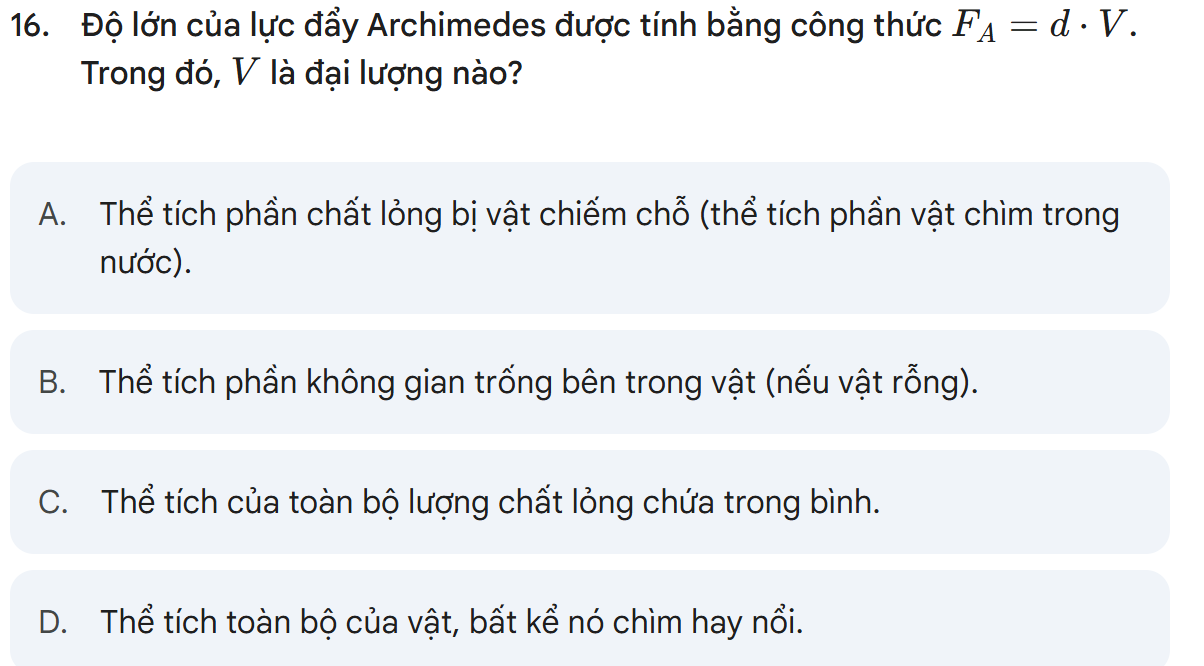 16. Độ lớn của lực đẩy Archimedes được tính bằng công thức F_A = d · V.
Trong đó, V là đại lượng nào?
A. Thể tích phần chất lỏng bị vật chiếm chỗ (thể tích phần vật chìm trong
nước).
B. Thể tích phần không gian trống bên trong vật (nếu vật rỗng).
C. Thể tích của toàn bộ lượng chất lỏng chứa trong bình.
D. Thể tích toàn bộ của vật, bất kể nó chìm hay nổi.